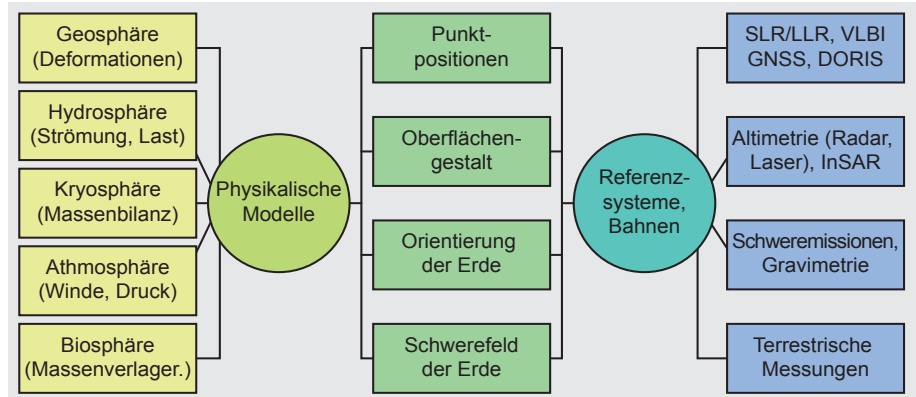 Geosphäre
(Deformationen)
Hydrosphäre
(Strömung, Last)
Kryosphäre
(Massenbilanz)
Athmosphäre
(Winde, Druck)
Biosphäre
(Massenverlager.)
Physikalische
Modelle
Punkt-
positionen
Oberflächen-
gestalt
Orientierung
der Erde
Schwerefeld
der Erde
Referenz-
systeme,
Bahnen
SLR/LLR, VLBI
GNSS, DORIS
Altimetrie (Radar,
Laser), InSAR
Schweremissionen,
Gravimetrie
Terrestrische
Messungen